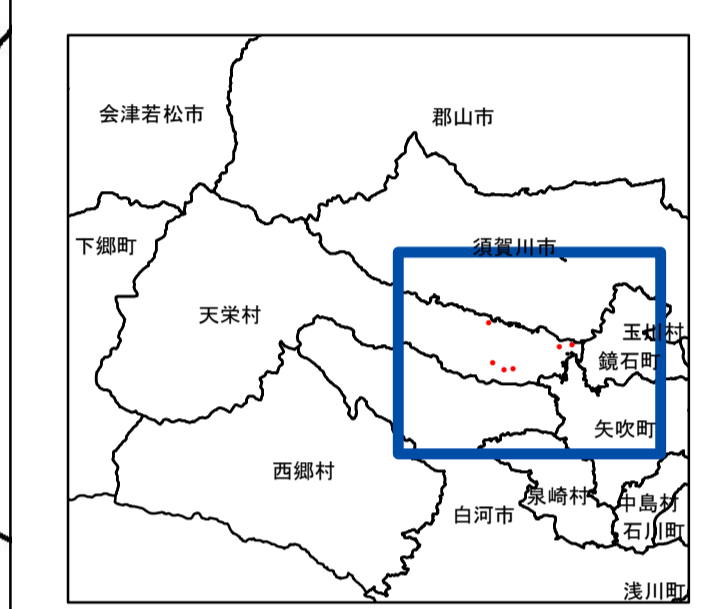 会津若松市
郡山市
下郷町
須賀川市
天栄村
玉川村
鏡石町
矢吹町
西郷村
泉崎村
中島村
白河市
石川町
浅川町